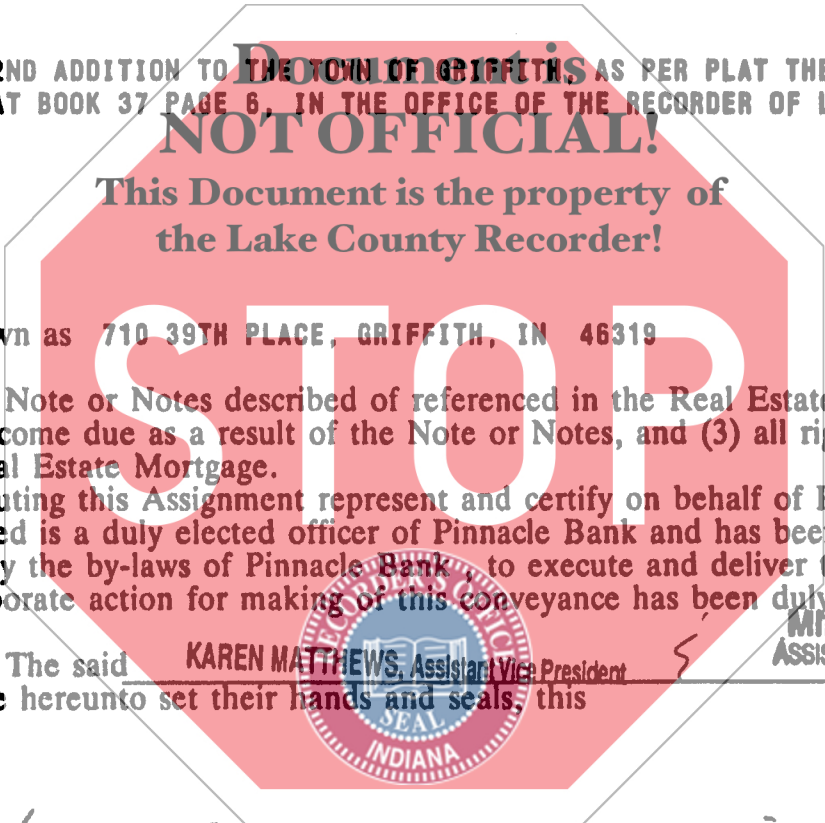 2ND ADDITION TO THE TOWN OF GRIFFITH, AS PER PLAT THE
Document is
AT BOOK 37 PAGE 6, IN THE OFFICE OF THE RECORDER OF L
NOT OFFICIAL!
This Document is the property of
the Lake County Recorder!
wn as 710 39TH PLACE, GRIFFITH, IN 46319
STOP
Note or Notes described of referenced in the Real Estate
come due as a result of the Note or Notes, and (3) all rig
al Estate Mortgage.
uting this Assignment represent and certify on behalf of
ed is a duly elected officer of Pinnacle Bank and has bee
y the by-laws of Pinnacle Bank , to execute and deliver t
orate action for making of this conveyance has been duly
The said KAREN MATTHEWS, Assistant Vice President
e hereunto set their hands and seals, this
RECORDER'S OFFICE
SEAL
INDIANA